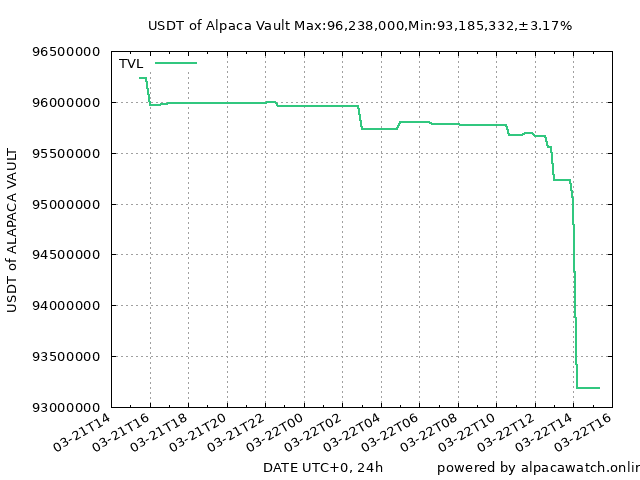 USDT of Alpaca Vault Max:96,238,000,Min:93,185,332,±3.17%
TVL
96500000
96000000
95500000
95000000
94500000
94000000
93500000
93000000
USDT of ALAPACA VAULT
03-21T14
03-21T16
03-21T18
03-21T20
03-21T22
03-22T00
03-22T02
03-22T04
03-22T06
03-22T08
03-22T10
03-22T12
03-22T14
03-22T16
DATE UTC+0, 24h
powered by alpacawatch.onlin